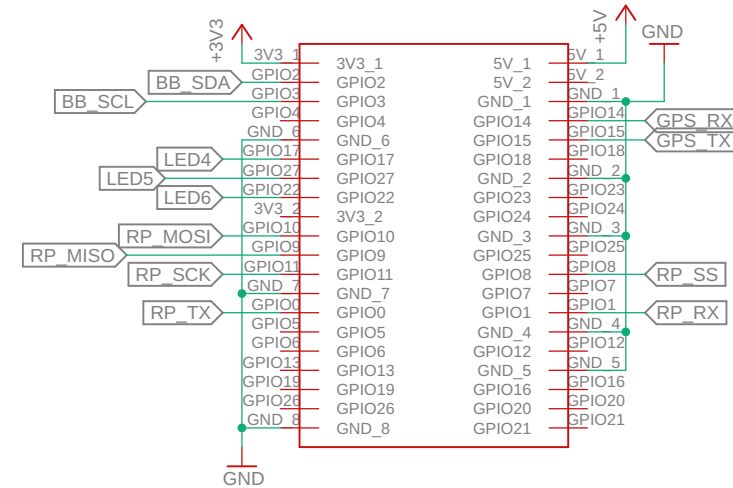 +3V3
+5V
GND
3V3_1 3V3_1 5V_1 5V_1
BB_SDA GPIO2 GPIO2 5V_2 5V_2
BB_SCL GPIO3 GPIO3 GND_1 GND_1
GPIO4 GPIO4 GPIO14 GPIO14 GPS_RX
GND_6 GND_6 GPIO15 GPIO15 GPS_TX
LED4 GPIO17 GPIO17 GPIO18 GPIO18
LED5 GPIO27 GPIO27 GND_2 GND_2
LED6 GPIO22 GPIO22 GPIO23 GPIO23
3V3_2 3V3_2 GPIO24 GPIO24
RP_MOSI GPIO10 GPIO10 GND_3 GND_3
RP_MISO GPIO9 GPIO9 GPIO25 GPIO25
RP_SCK GPIO11 GPIO11 GPIO8 GPIO8 RP_SS
GND_7 GND_7 GPIO7 GPIO7
RP_TX GPIO0 GPIO0 GPIO1 GPIO1 RP_RX
GPIO5 GPIO5 GND_4 GND_4
GPIO6 GPIO6 GPIO12 GPIO12
GPIO13 GPIO13 GND_5 GND_5
GPIO19 GPIO19 GPIO16 GPIO16
GPIO26 GPIO26 GPIO20 GPIO20
GND_8 GND_8 GPIO21 GPIO21
GND